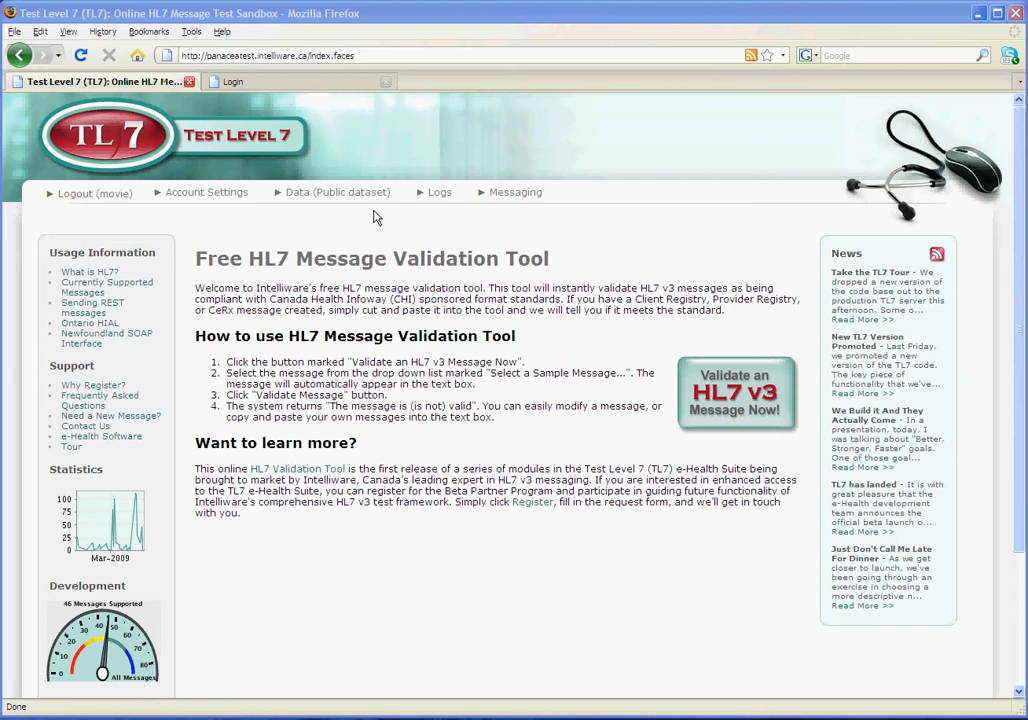 Test Level 7 (TL7): Online HL7 Message Test Sandbox - Mozilla Firefox
File Edit View History Bookmarks Tools Help
http://panaceatest.intelliware.ca/index.faces
G Google
Test Level 7 (TL7): Online HL7 Me... Login
TL 7 TEST LEVEL 7
Logout (movie) Account Settings Data (Public dataset) Logs Messaging
Usage Information
What is HL7?
Currently Supported
Messages
Sending REST
messages
Ontario HIAL
Newfoundland SOAP
Interface
Support
Why Register?
Frequently Asked
Questions
Need a New Message?
Contact Us
e-Health Software
Tour
Statistics
100
75
50
25
0
Mar-2009
Development
46 Messages Supported
0 10 20 30 40 50 60 70 80
All Messages
Free HL7 Message Validation Tool
Welcome to Intelliware's free HL7 message validation tool. This tool will instantly validate HL7 v3 messages as being
compliant with Canada Health Infoway (CHI) sponsored format standards. If you have a Client Registry, Provider Registry,
or CeRx message created, simply cut and paste it into the tool and we will tell you if it meets the standard.
How to use HL7 Message Validation Tool
1. Click the button marked "Validate an HL7 v3 Message Now".
2. Select the message from the drop down list marked "Select a Sample Message...". The
message will automatically appear in the text box.
3. Click "Validate Message" button.
4. The system returns "The message is (is not) valid". You can easily modify a message, or
copy and paste your own messages into the text box.
Validate an
HL7 v3
Message Now!
Want to learn more?
This online HL7 Validation Tool is the first release of a series of modules in the Test Level 7 (TL7) e-Health Suite being
brought to market by Intelliware, Canada's leading expert in HL7 v3 messaging. If you are interested in enhanced access
to the TL7 e-Health Suite, you can register for the Beta Partner Program and participate in guiding future functionality of
Intelliware's comprehensive HL7 v3 test framework. Simply click Register, fill in the request form, and we'll get in touch
with you.
News
Take the TL7 Tour - We
dropped a new version of
the code base out to the
production TL7 server this
afternoon. Some o...
Read More >>
New TL7 Version
Promoted - Last Friday,
we promoted a new
version of the TL7 code.
The key piece of
functionality that we've...
Read More >>
We Build it And They
Actually Come - In a
presentation, today, I
was talking about "Better,
Stronger, Faster" goals.
One of those goal...
Read More >>
TL7 has landed - It is with
great pleasure that the
e-Health development
team announces the
official beta launch o...
Read More >>
Just Don't Call Me Late
For Dinner - As we get
closer to launch, we've
been going through an
exercise in choosing a
more descriptive n...
Read More >>
Done